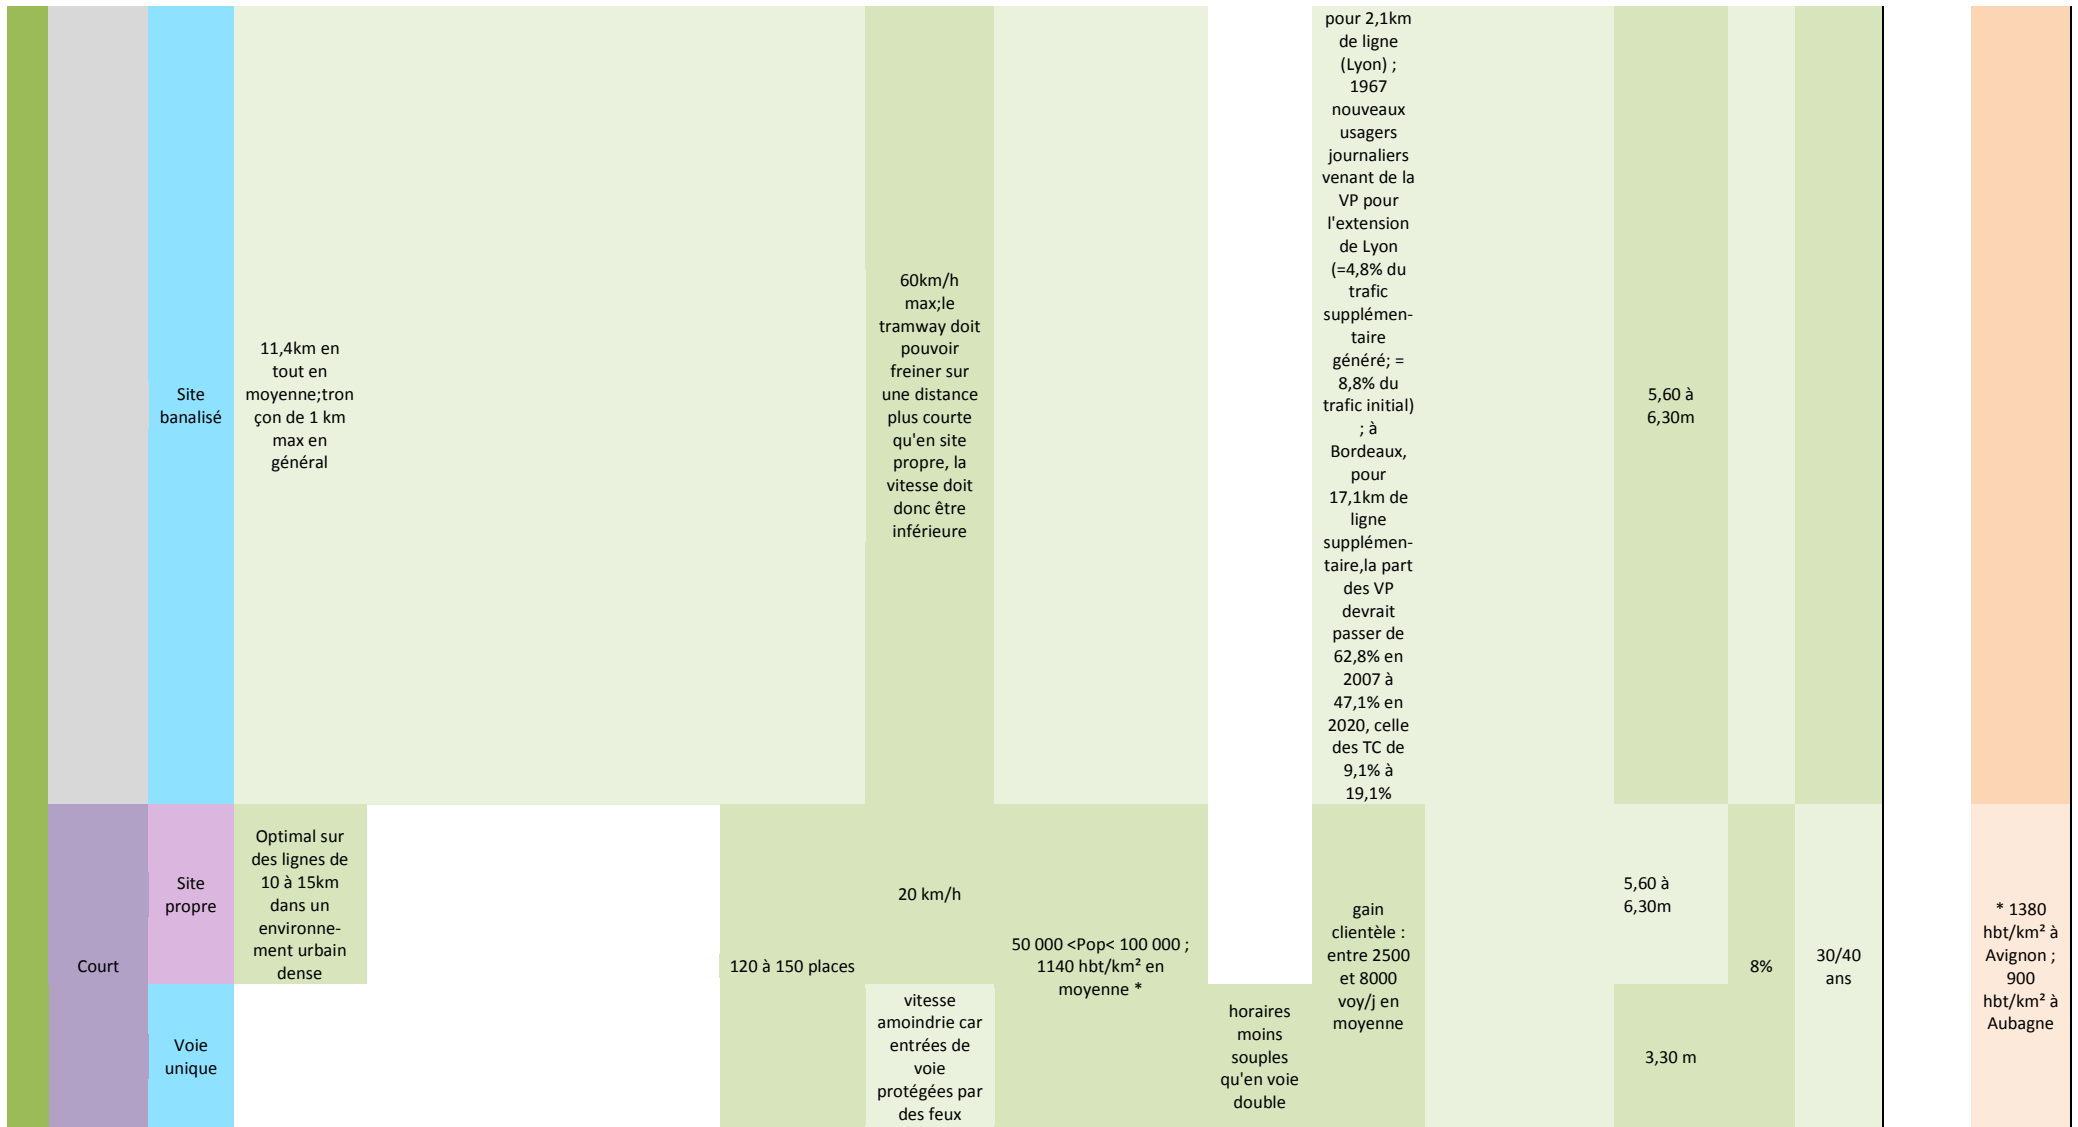 Site
banalisé
11,4km en
tout en
moyenne;tron
çon de 1 km
max en
général
60km/h
max;le
tramway doit
pouvoir
freiner sur
une distance
plus courte
qu'en site
propre, la
vitesse doit
donc être
inférieure
pour 2,1km
de ligne
(Lyon) ;
1967
nouveaux
usagers
journaliers
venant de la
VP pour
l'extension
de Lyon
(=4,8% du
trafic
supplémen-
taire
généré; =
8,8% du
trafic initial)
; à
Bordeaux,
pour
17,1km de
ligne
supplémen-
taire,la part
des VP
devrait
passer de
62,8% en
2007 à
47,1% en
2020, celle
des TC de
9,1% à
19,1%
5,60 à
6,30m
Court
Site
propre
Optimal sur
des lignes de
10 à 15km
dans un
environne-
ment urbain
dense
120 à 150 places
20 km/h
50 000 <Pop< 100 000 ;
1140 hbt/km² en
moyenne *
gain
clientèle :
entre 2500
et 8000
voy/j en
moyenne
5,60 à
6,30m
8%
30/40
ans
* 1380
hbt/km² à
Avignon ;
900
hbt/km² à
Aubagne
Voie
unique
vitesse
amoindrie car
entrées de
voie
protégées par
des feux
horaires
moins
souples
qu'en voie
double
3,30 m